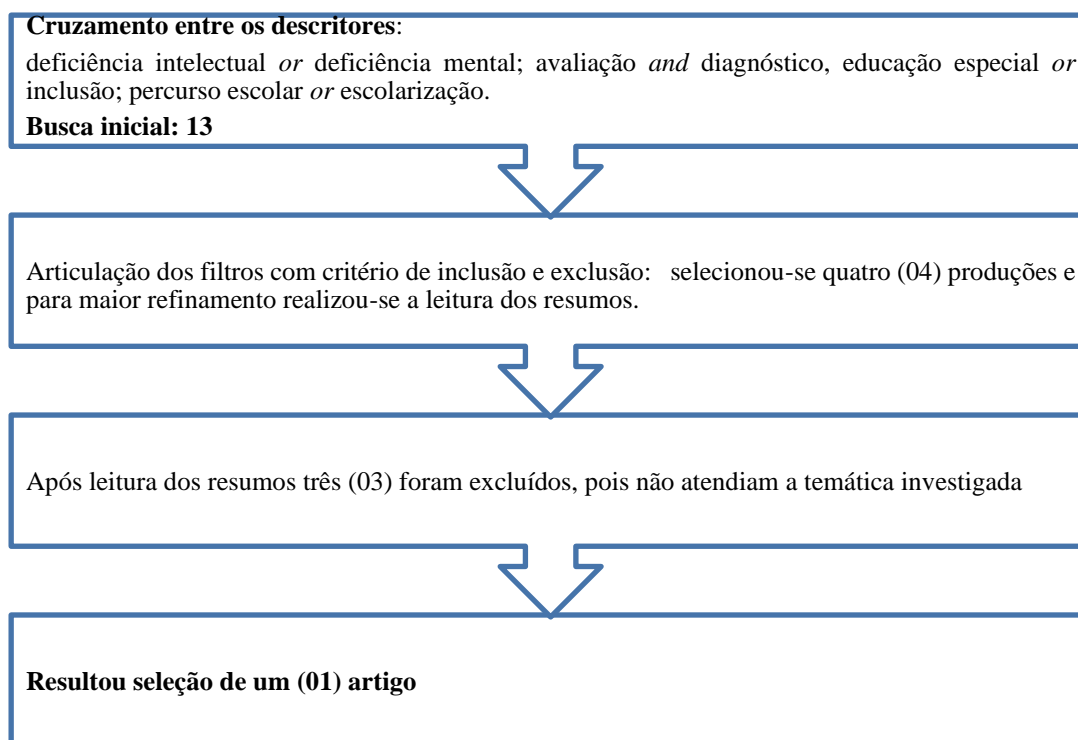 Cruzamento entre os descritores:
deficiência intelectual or deficiência mental; avaliação and diagnóstico, educação especial or
inclusão; percurso escolar or escolarização.
Busca inicial: 13
Articulação dos filtros com critério de inclusão e exclusão: selecionou-se quatro (04) produções e
para maior refinamento realizou-se a leitura dos resumos.
Após leitura dos resumos três (03) foram excluídos, pois não atendiam a temática investigada
Resultou seleção de um (01) artigo